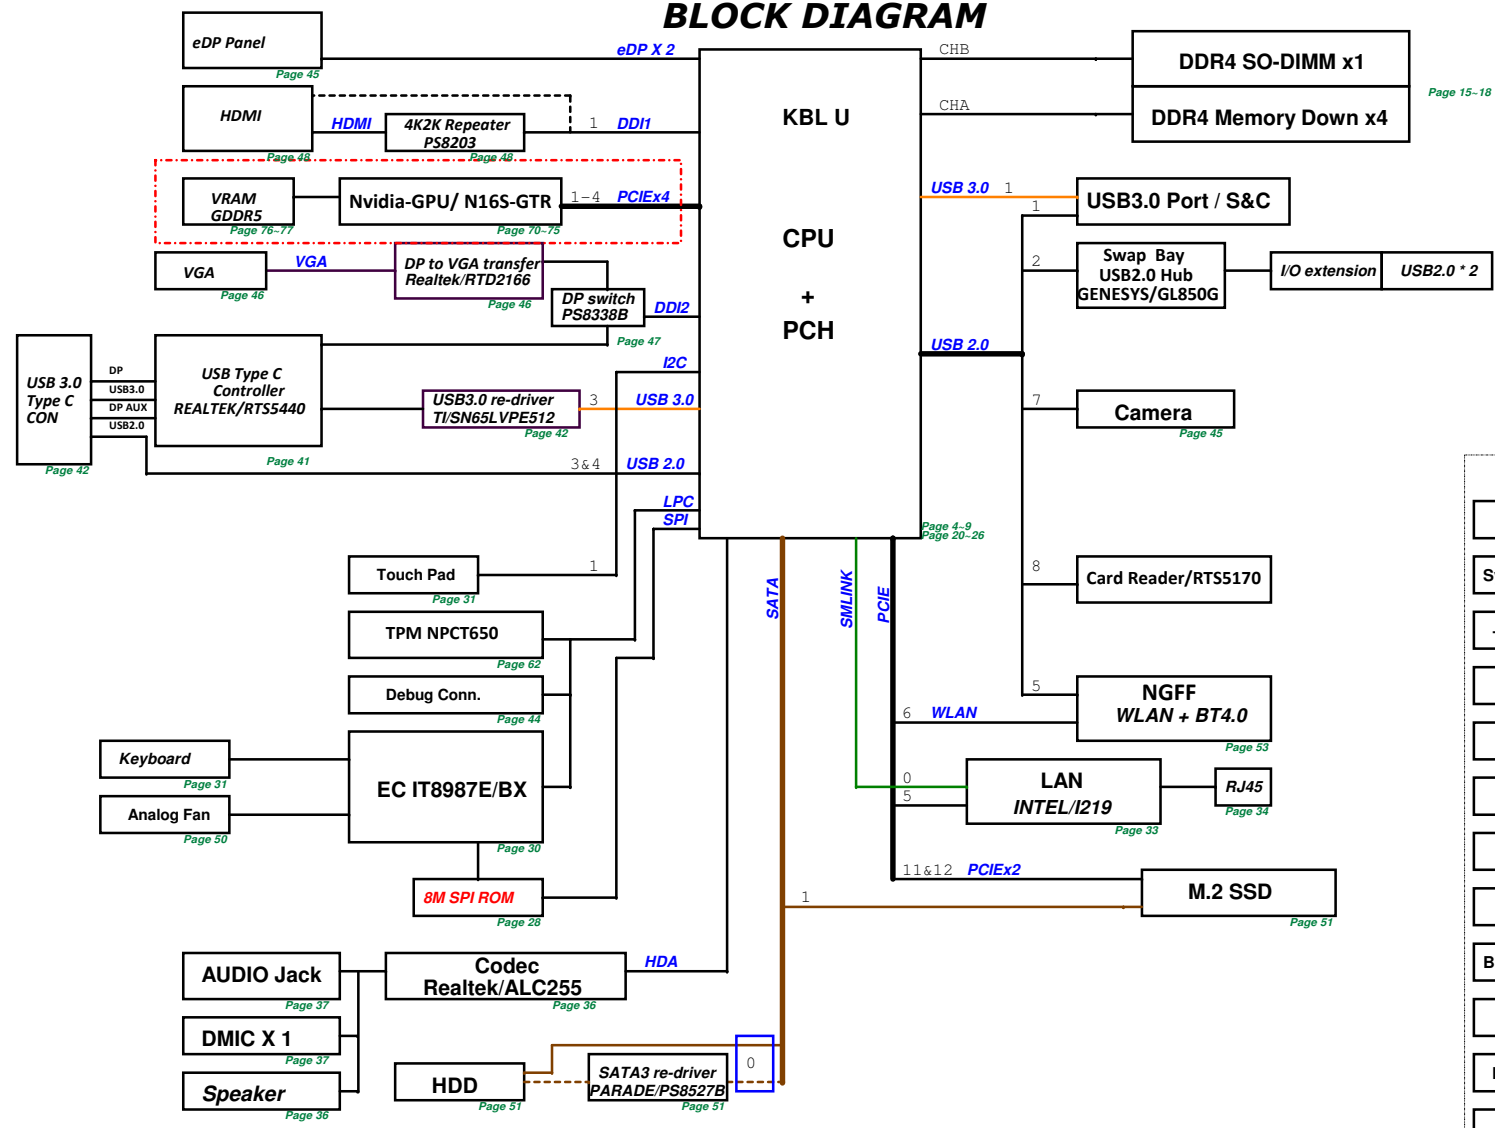 BLOCK DIAGRAM
eDP Panel
Page 45
eDP X 2
HDMI
Page 48
HDMI
4K2K Repeater
PS8203
Page 48
1
DDI1
VRAM
GDDR5
Page 76~77
Nvidia-GPU/ N16S-GTR
Page 70~75
1-4
PCIEx4
VGA
Page 46
VGA
DP to VGA transfer
Realtek/RTD2166
Page 46
DP switch
PS8338B
Page 47
DDI2
USB 3.0
Type C
CON
Page 42
DP
USB3.0
DP AUX
USB2.0
USB Type C
Controller
REALTEK/RTS5440
Page 41
I2C
USB3.0 re-driver
TI/SN65LVPE512
Page 42
3
USB 3.0
3&4
USB 2.0
LPC
SPI
KBL U
CPU
+
PCH
Page 4~9
Page 20~26
CHB
CHA
DDR4 SO-DIMM x1
DDR4 Memory Down x4
Page 15~18
USB 3.0
1
1
USB3.0 Port / S&C
2
Swap Bay
USB2.0 Hub
GENESYS/GL850G
I/O extension
USB2.0 * 2
USB 2.0
7
Camera
Page 45
8
Card Reader/RTS5170
5
NGFF
WLAN + BT4.0
Page 53
6
WLAN
0
5
LAN
INTEL/I219
Page 33
RJ45
Page 34
11&12
PCIEx2
1
M.2 SSD
Page 51
SATA
SMLINK
PCIE
Touch Pad
Page 31
1
TPM NPCT650
Page 62
Debug Conn.
Page 44
Keyboard
Page 31
Analog Fan
Page 50
EC IT8987E/BX
Page 30
8M SPI ROM
Page 28
AUDIO Jack
Page 37
DMIC X 1
Page 37
Speaker
Page 36
Codec
Realtek/ALC255
Page 36
HDA
HDD
Page 51
SATA3 re-driver
PARADE/PS8527B
Page 51
0